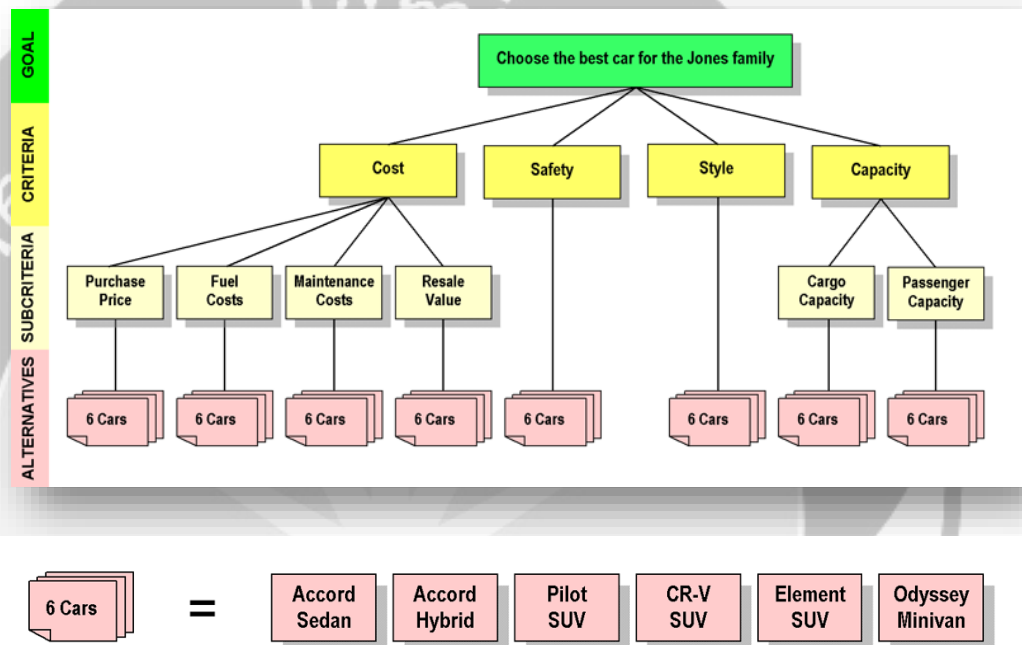 GOAL
Choose the best car for the Jones family
CRITERIA
Cost
Safety
Style
Capacity
SUBCRITERIA
Purchase
Price
Fuel
Costs
Maintenance
Costs
Resale
Value
Cargo
Capacity
Passenger
Capacity
ALTERNATIVES
6 Cars
6 Cars
6 Cars
6 Cars
6 Cars
6 Cars
6 Cars
6 Cars
6 Cars
=
Accord
Sedan
Accord
Hybrid
Pilot
SUV
CR-V
SUV
Element
SUV
Odyssey
Minivan